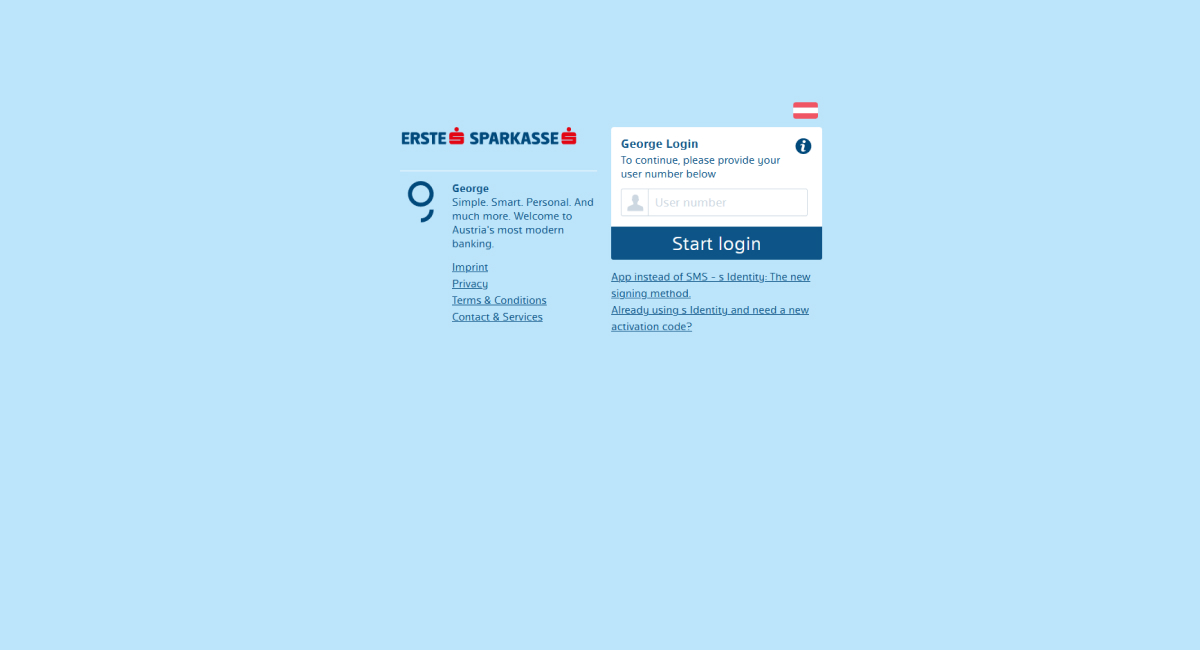 ERSTE SPARKASSE
George
Simple. Smart. Personal. And
much more. Welcome to
Austria's most modern
banking.
Imprint
Privacy
Terms & Conditions
Contact & Services
George Login
To continue, please provide your
user number below
User number
Start login
App instead of SMS – s Identity: The new
signing method.
Already using s Identity and need a new
activation code?